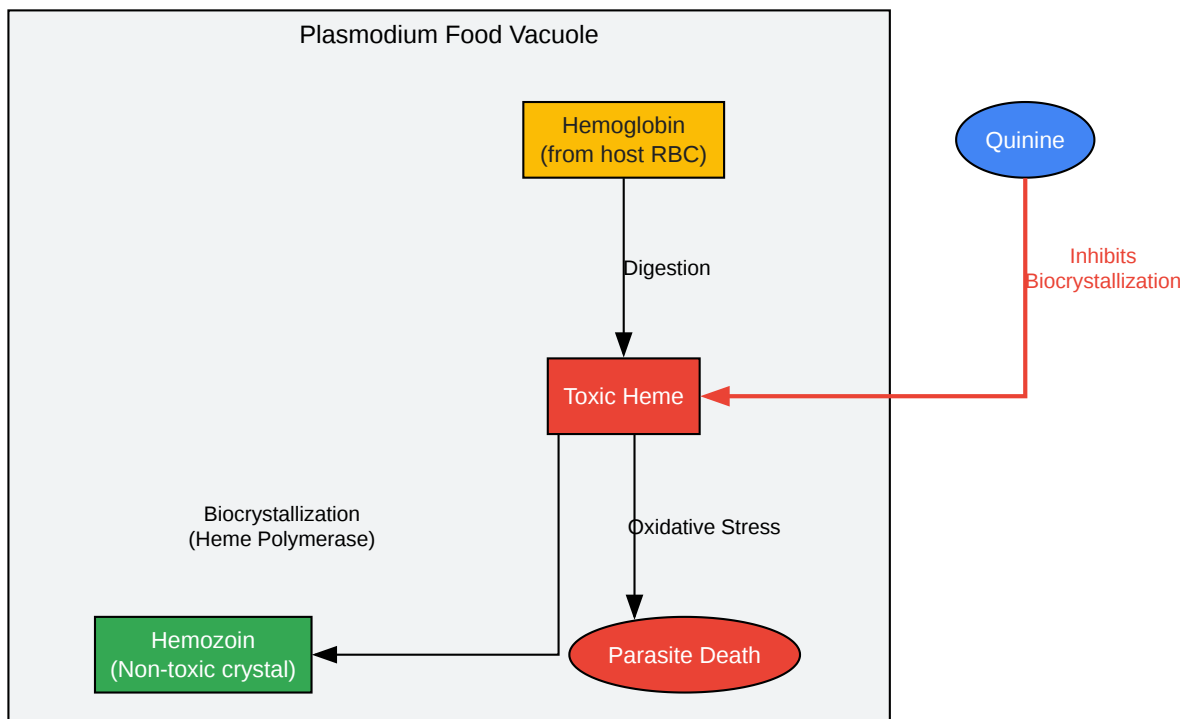 Plasmodium Food Vacuole
Hemoglobin
(from host RBC)
Quinine
Digestion
Inhibits
Biocrystallization
Toxic Heme
Biocrystallization
(Heme Polymerase)
Oxidative Stress
Hemozoin
(Non-toxic crystal)
Parasite Death